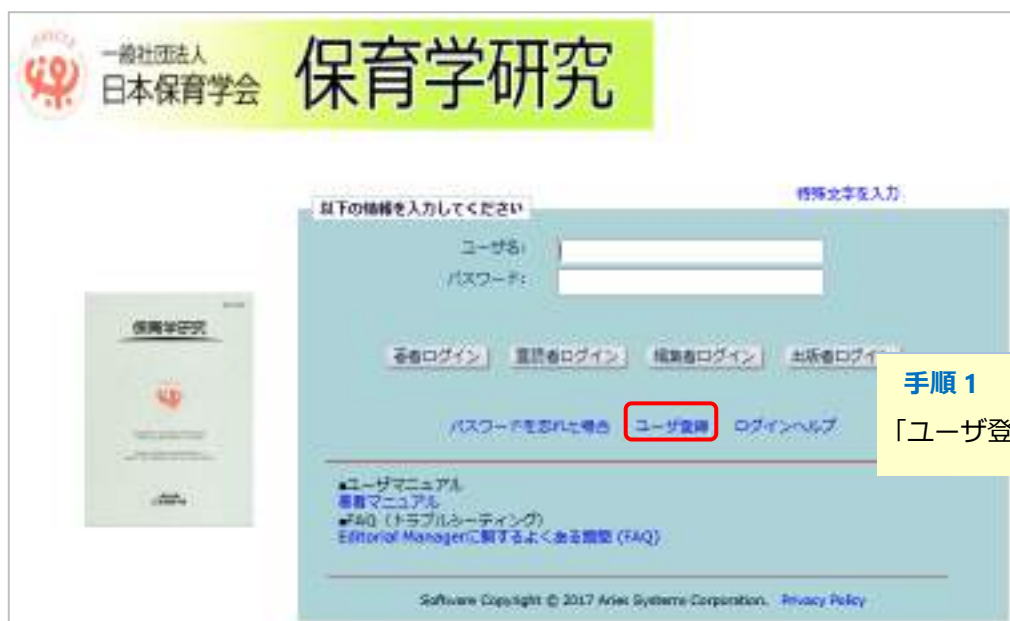 一般社団法人
日本保育学会
保育学研究
特殊文字を入力
以下の情報を入力してください
ユーザ名:
パスワード:
保育学研究
著者ログイン 査読者ログイン 編集者ログイン 出版者ログイ
手順 1
「ユーザ登
パスワードを忘れた場合 ユーザ登録 ログインヘルプ
■ユーザマニュアル
著者マニュアル
■FAQ（トラブルシューティング）
Editorial Managerに関するよくある質問 (FAQ)
Software Copyright © 2017 Aries Systems Corporation. Privacy Policy